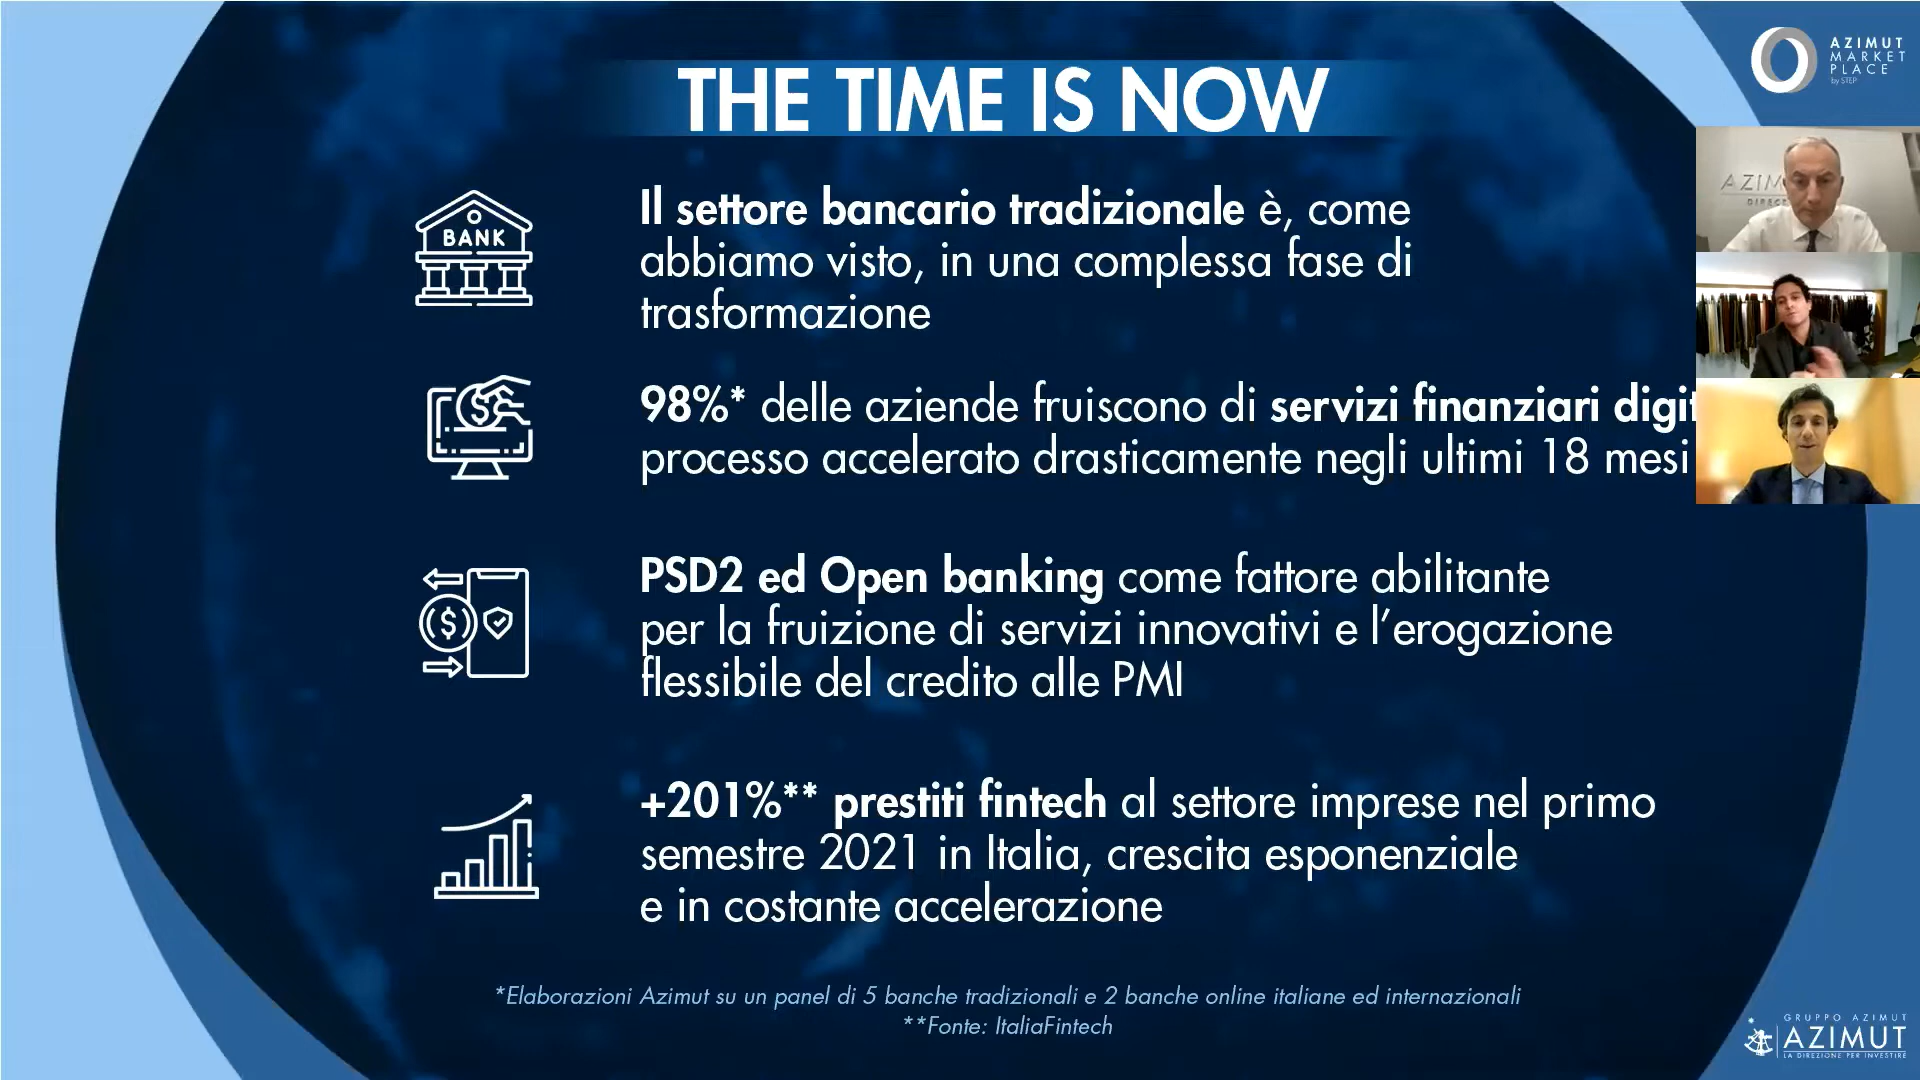 THE TIME IS NOW
AZIMUT
MARKET
PLACE
by STEP
BANK
Il settore bancario tradizionale è, come
abbiamo visto, in una complessa fase di
trasformazione
98%* delle aziende fruiscono di servizi finanziari digit
processo accelerato drasticamente negli ultimi 18 mesi
PSD2 ed Open banking come fattore abilitante
per la fruizione di servizi innovativi e l’erogazione
flessibile del credito alle PMI
+201%** prestiti fintech al settore imprese nel primo
semestre 2021 in Italia, crescita esponenziale
e in costante accelerazione
*Elaborazioni Azimut su un panel di 5 banche tradizionali e 2 banche online italiane ed internazionali
**Fonte: ItaliaFintech
GRUPPO AZIMUT
AZIMUT
LA DIREZIONE PER INVESTIRE